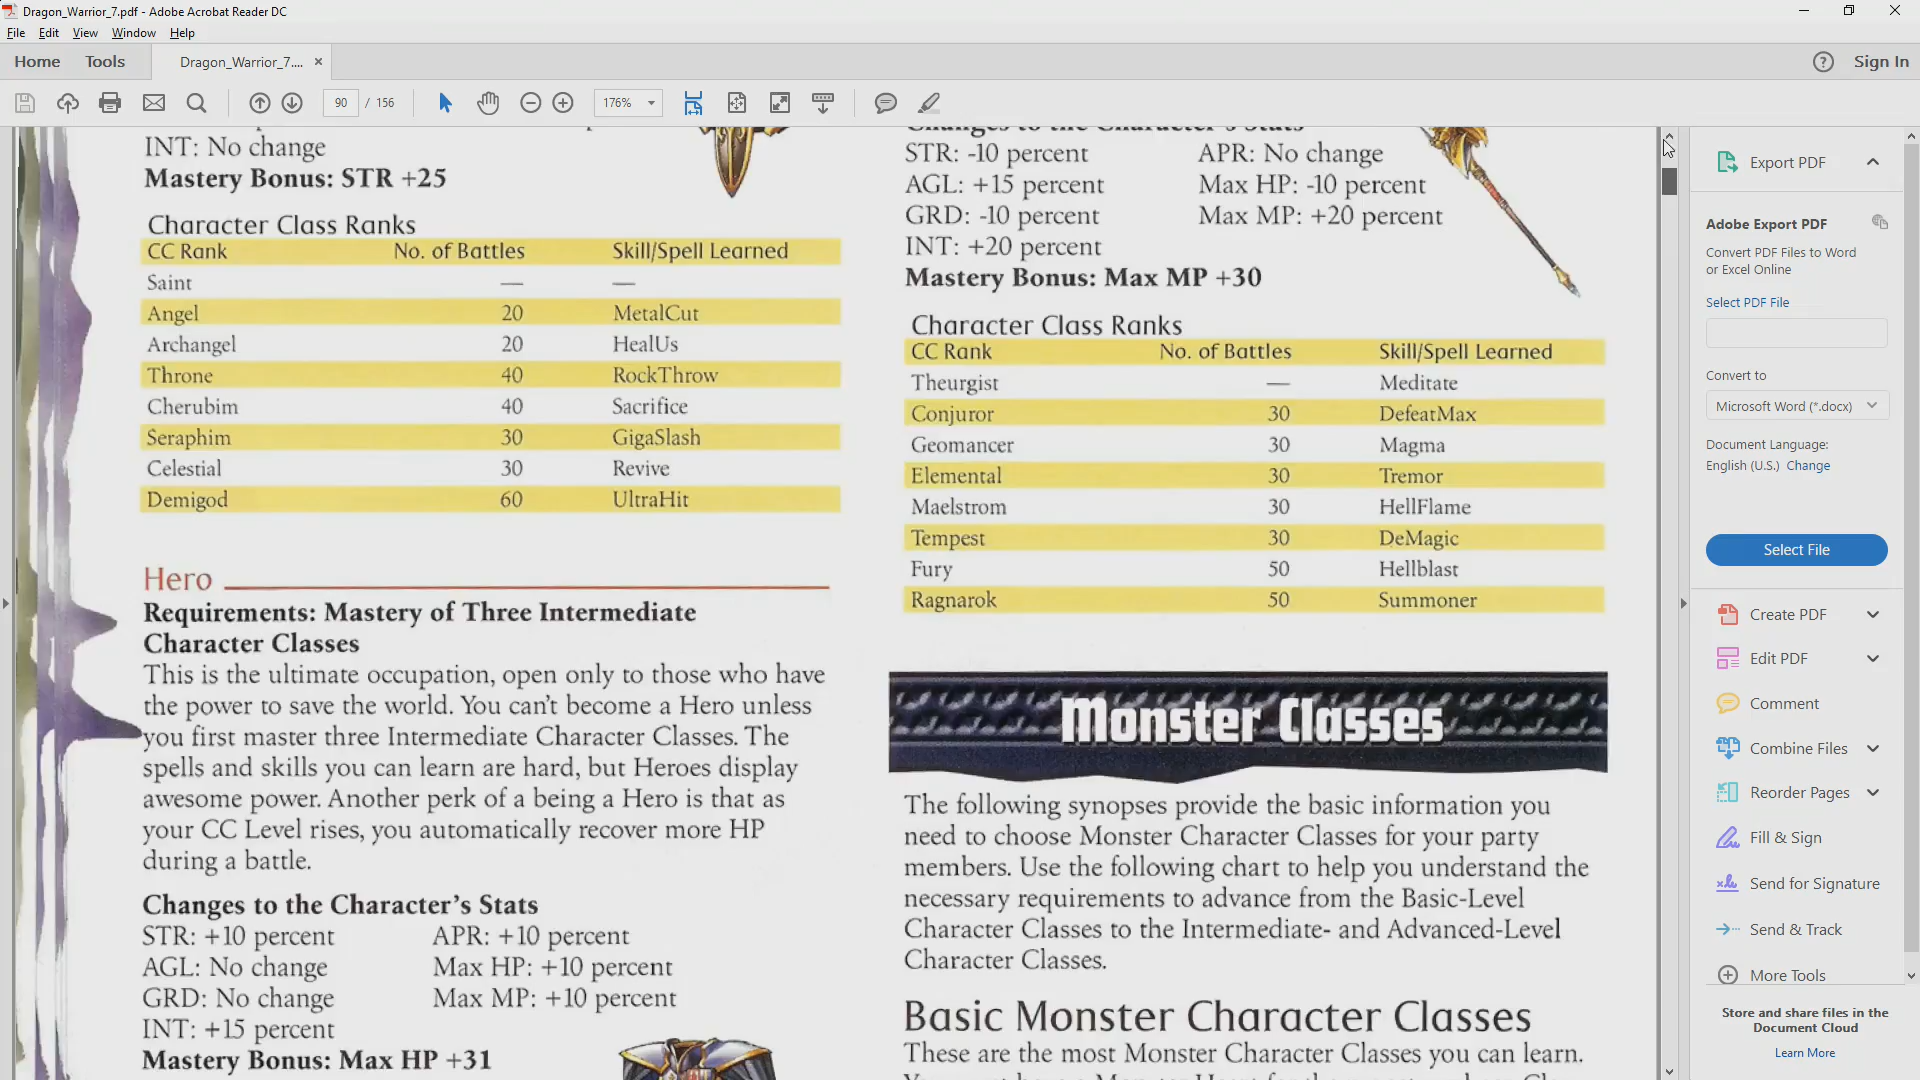 Dragon_Warrior_7.pdf - Adobe Acrobat Reader DC
File Edit View Window Help
Home Tools Dragon_Warrior_7.... × Sign In
90 / 156 176%
INT: No change
Mastery Bonus: STR +25
Character Class Ranks
CC Rank No. of Battles Skill/Spell Learned
Saint — —
Angel 20 MetalCut
Archangel 20 HealUs
Throne 40 RockThrow
Cherubim 40 Sacrifice
Seraphim 30 GigaSlash
Celestial 30 Revive
Demigod 60 UltraHit
Hero
Requirements: Mastery of Three Intermediate
Character Classes
This is the ultimate occupation, open only to those who have
the power to save the world. You can't become a Hero unless
you first master three Intermediate Character Classes. The
spells and skills you can learn are hard, but Heroes display
awesome power. Another perk of a being a Hero is that as
your CC Level rises, you automatically recover more HP
during a battle.
Changes to the Character's Stats
STR: +10 percent APR: +10 percent
AGL: No change Max HP: +10 percent
GRD: No change Max MP: +10 percent
INT: +15 percent
Mastery Bonus: Max HP +31
Changes to the Character's Stats
STR: -10 percent APR: No change
AGL: +15 percent Max HP: -10 percent
GRD: -10 percent Max MP: +20 percent
INT: +20 percent
Mastery Bonus: Max MP +30
Character Class Ranks
CC Rank No. of Battles Skill/Spell Learned
Theurgist — Meditate
Conjuror 30 DefeatMax
Geomancer 30 Magma
Elemental 30 Tremor
Maelstrom 30 HellFlame
Tempest 30 DeMagic
Fury 50 Hellblast
Ragnarok 50 Summoner
Monster Classes
The following synopses provide the basic information you
need to choose Monster Character Classes for your party
members. Use the following chart to help you understand the
necessary requirements to advance from the Basic-Level
Character Classes to the Intermediate- and Advanced-Level
Character Classes.
Basic Monster Character Classes
These are the most Monster Character Classes you can learn.
Export PDF
Adobe Export PDF
Convert PDF Files to Word
or Excel Online
Select PDF File
Convert to
Microsoft Word (*.docx)
Document Language:
English (U.S.) Change
Select File
Create PDF
Edit PDF
Comment
Combine Files
Reorder Pages
Fill & Sign
Send for Signature
Send & Track
More Tools
Store and share files in the
Document Cloud
Learn More